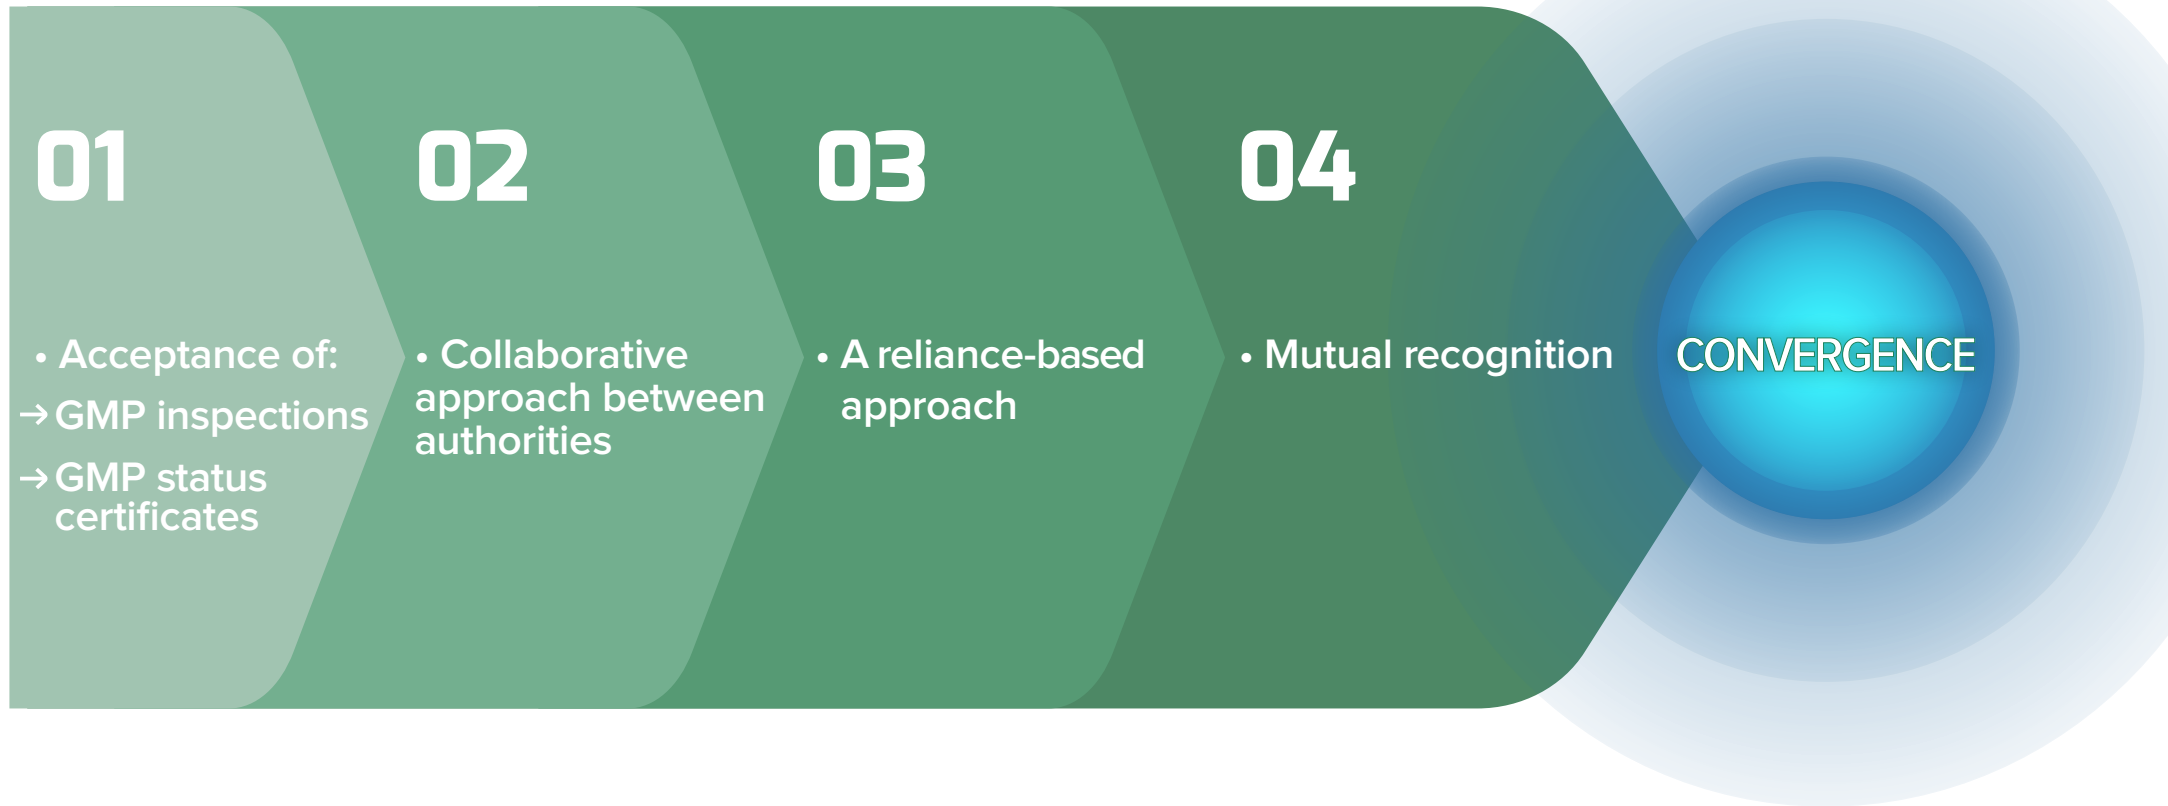 01
• Acceptance of:
→ GMP inspections
→ GMP status
certificates
02
• Collaborative
approach between
authorities
03
• A reliance-based
approach
04
• Mutual recognition
CONVERGENCE